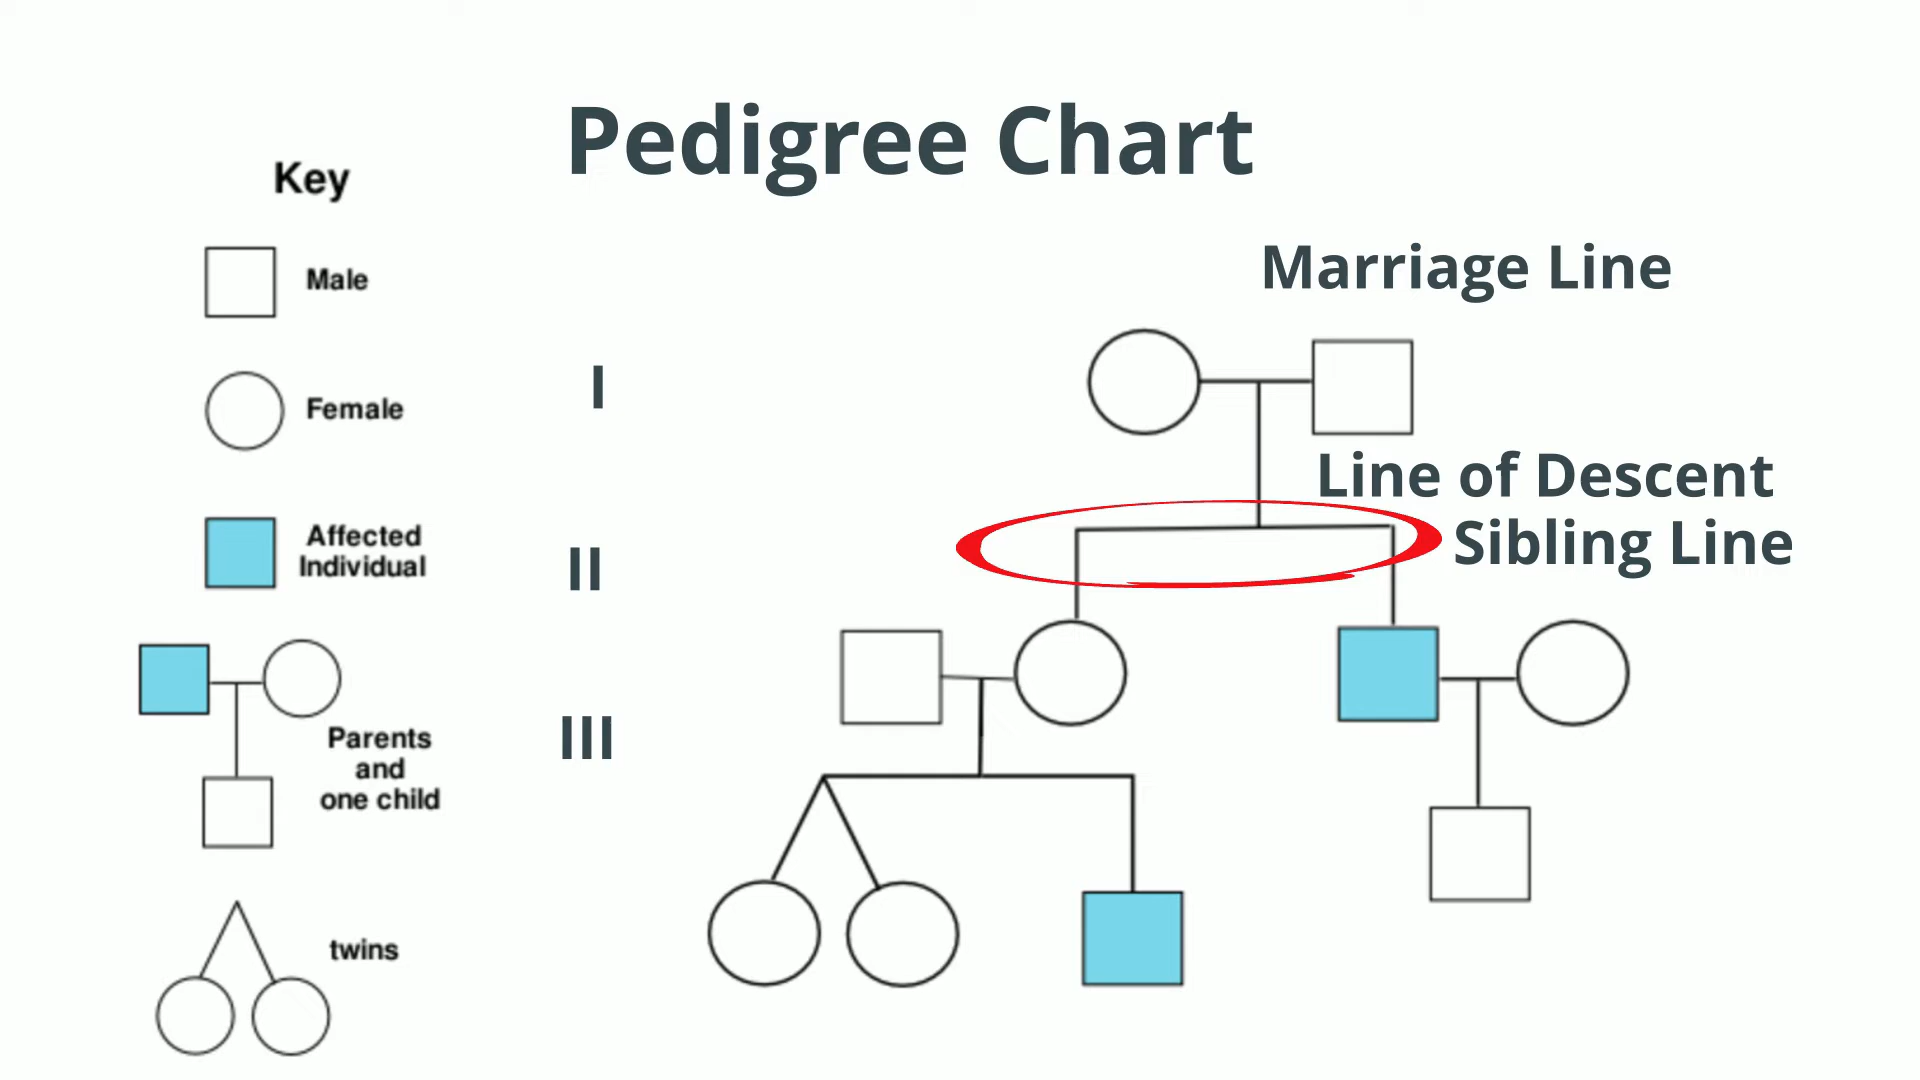 Pedigree Chart
Key
Male
Female
Affected
Individual
Parents
and
one child
twins
I
II
III
Marriage Line
Line of Descent
Sibling Line